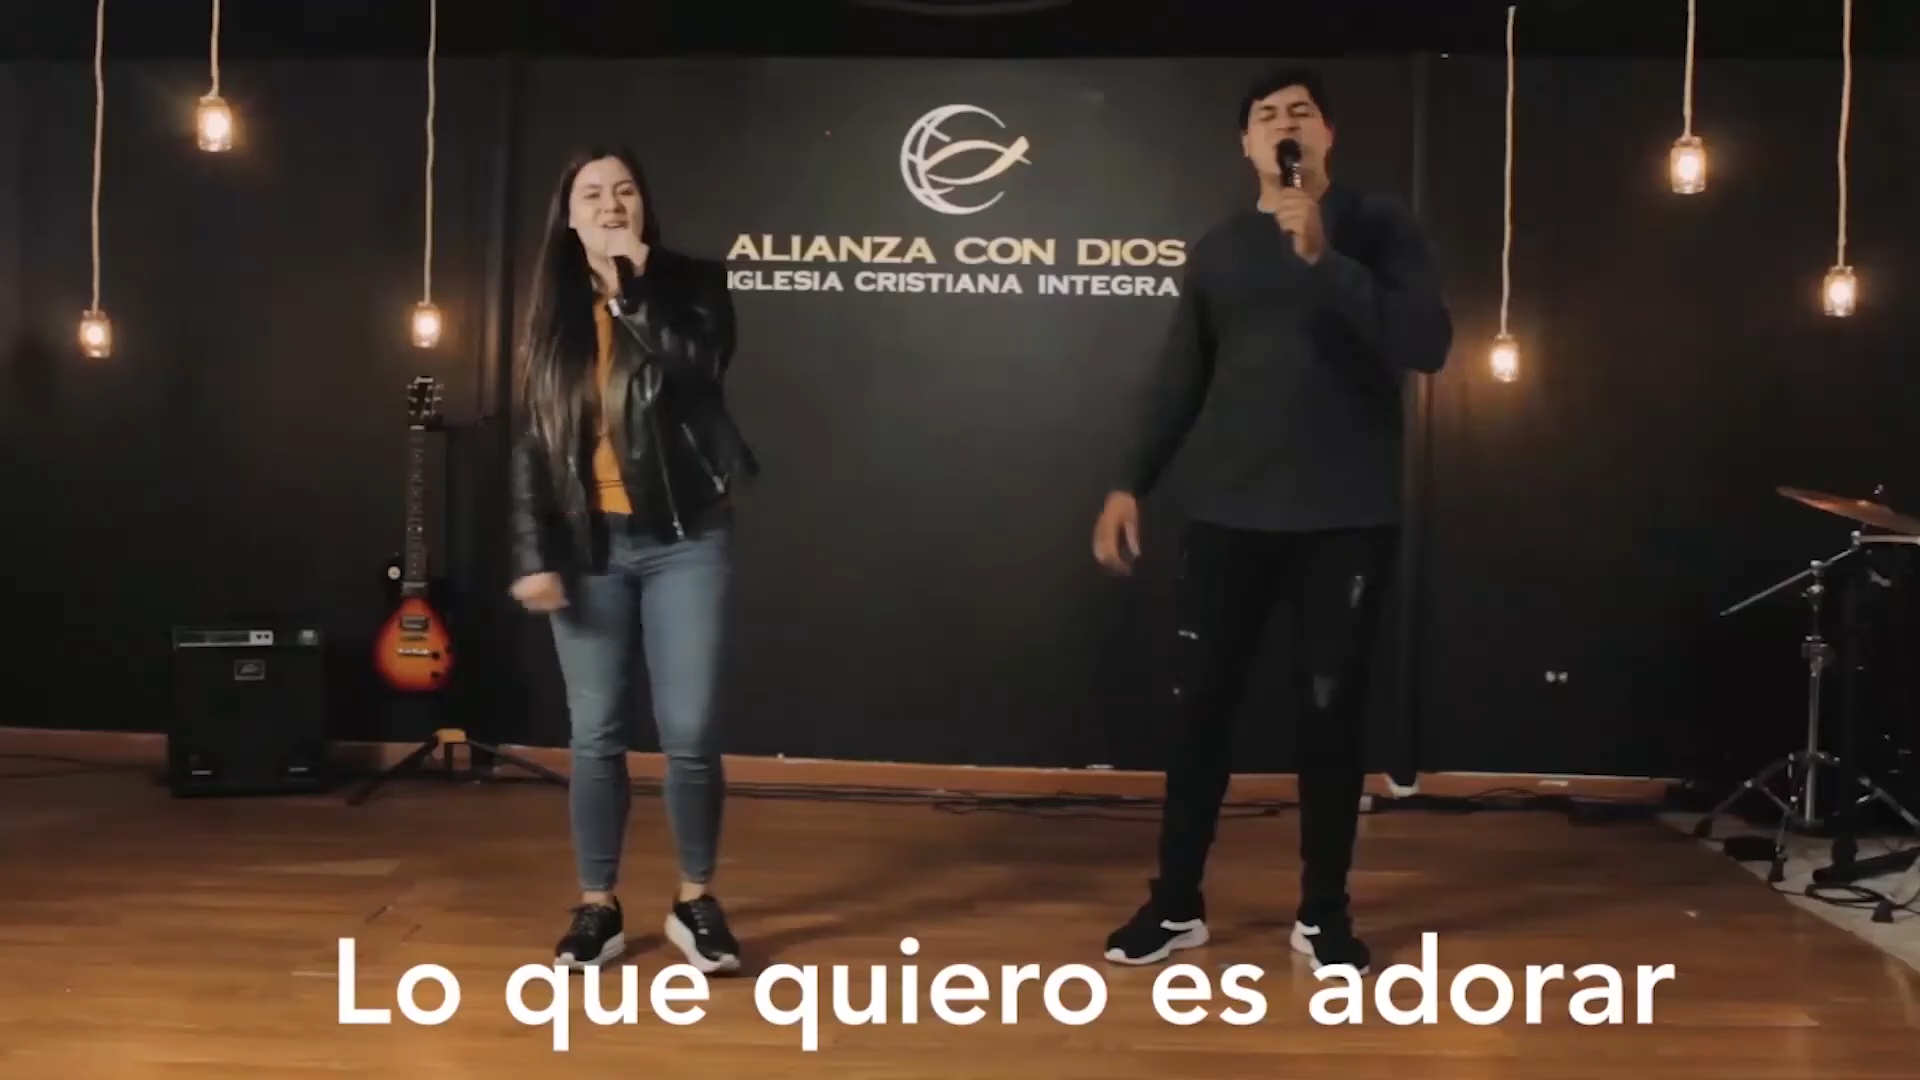 ALIANZA CON DIOS
IGLESIA CRISTIANA INTEGRA
Lo que quiero es adorar